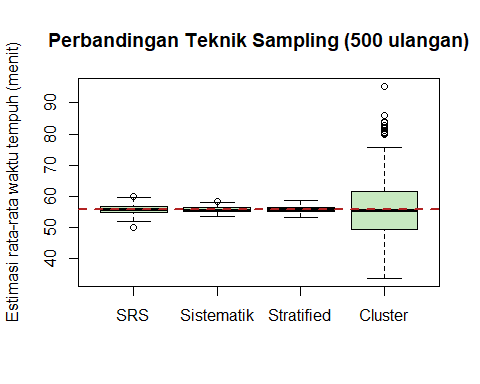 Perbandingan Teknik Sampling (500 ulangan)
Estimasi rata-rata waktu tempuh (menit)
90
80
70
60
50
40
SRS Sistematik Stratified Cluster